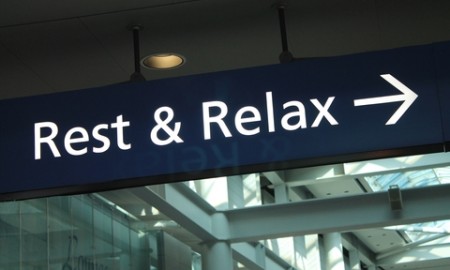 Rest & Relax →